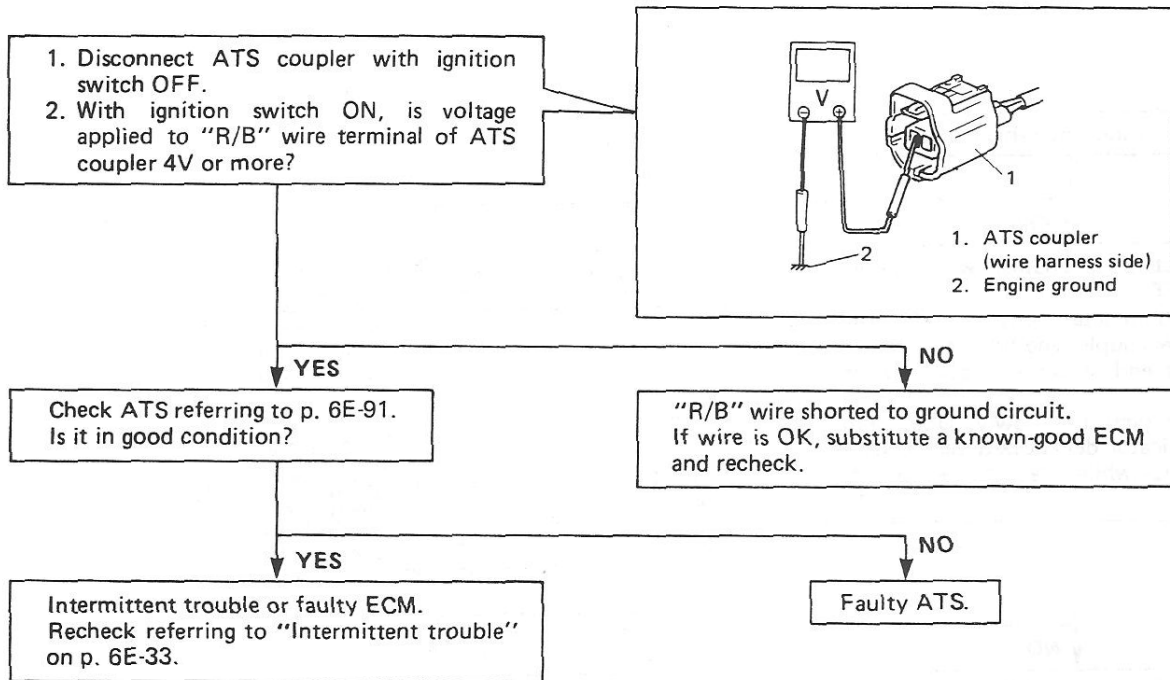 1. Disconnect ATS coupler with ignition
switch OFF.
2. With ignition switch ON, is voltage
applied to "R/B" wire terminal of ATS
coupler 4V or more?
V
1
2
1. ATS coupler
(wire harness side)
2. Engine ground
YES
NO
Check ATS referring to p. 6E-91.
Is it in good condition?
"R/B" wire shorted to ground circuit.
If wire is OK, substitute a known-good ECM
and recheck.
YES
NO
Intermittent trouble or faulty ECM.
Recheck referring to "Intermittent trouble"
on p. 6E-33.
Faulty ATS.